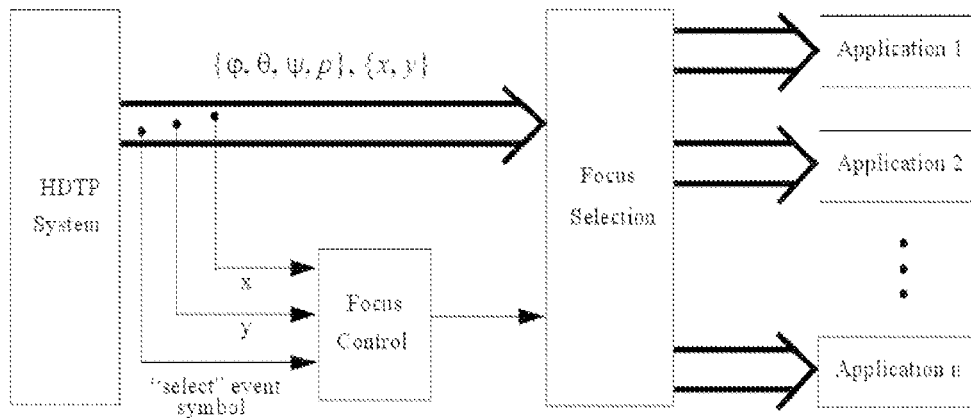 {φ, θ, ψ, p}, {x, y}
HDTP
System
Focus
Selection
Application 1
Application 2
Application n
x
y
Focus
Control
“select” event
symbol